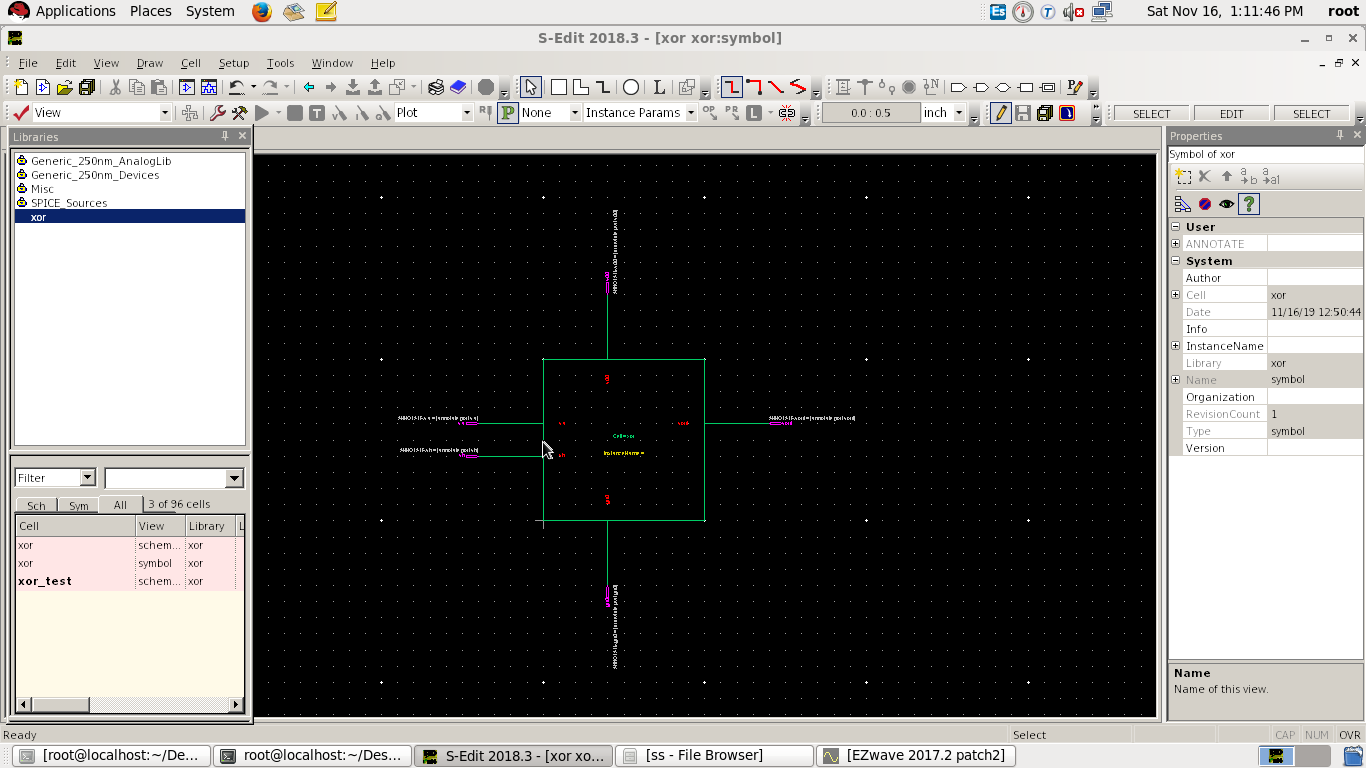 Applications Places System Sat Nov 16, 1:11:46 PM root
S-Edit 2018.3 - [xor xor:symbol]
File Edit View Draw Cell Setup Tools Window Help
View Plot None Instance Params 0.0 : 0.5 inch SELECT EDIT SELECT
Libraries
Generic_250nm_AnalogLib
Generic_250nm_Devices
Misc
SPICE_Sources
xor
Filter
Sch Sym All 3 of 96 cells
Cell View Library L
xor schem... xor
xor symbol xor
xor_test schem... xor
Cell=xor
InstanceName=
Properties
Symbol of xor
User
ANNOTATE
System
Author
Cell xor
Date 11/16/19 12:50:44
Info
InstanceName
Library xor
Name symbol
Organization
RevisionCount 1
Type symbol
Version
Name
Name of this view.
Ready Select CAP NUM OVR
[root@localhost:~/De... root@localhost:~/Des... S-Edit 2018.3 - [xor xo... [ss - File Browser] [EZwave 2017.2 patch2]